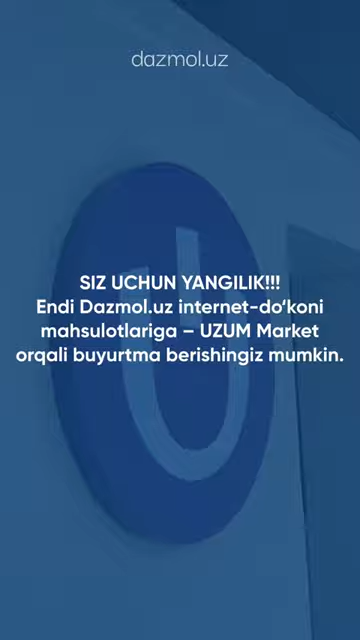 dazmol.uz
SIZ UCHUN YANGILIK!!!
Endi Dazmol.uz internet-do‘koni
mahsulotlariga – UZUM Market
orqali buyurtma berishingiz mumkin.